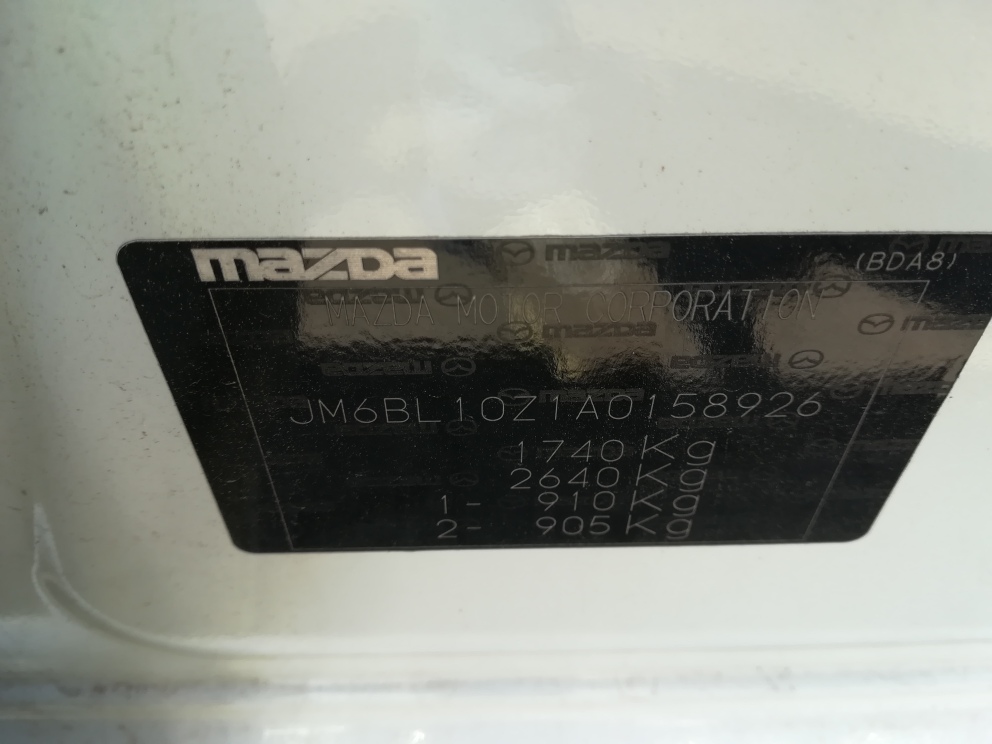 mazda
(BDA8)
MAZDA MOTOR CORPORATION
JM6BL10Z1A0158926
1740 Kg
2640 Kg
1- 910 Kg
2- 905 Kg